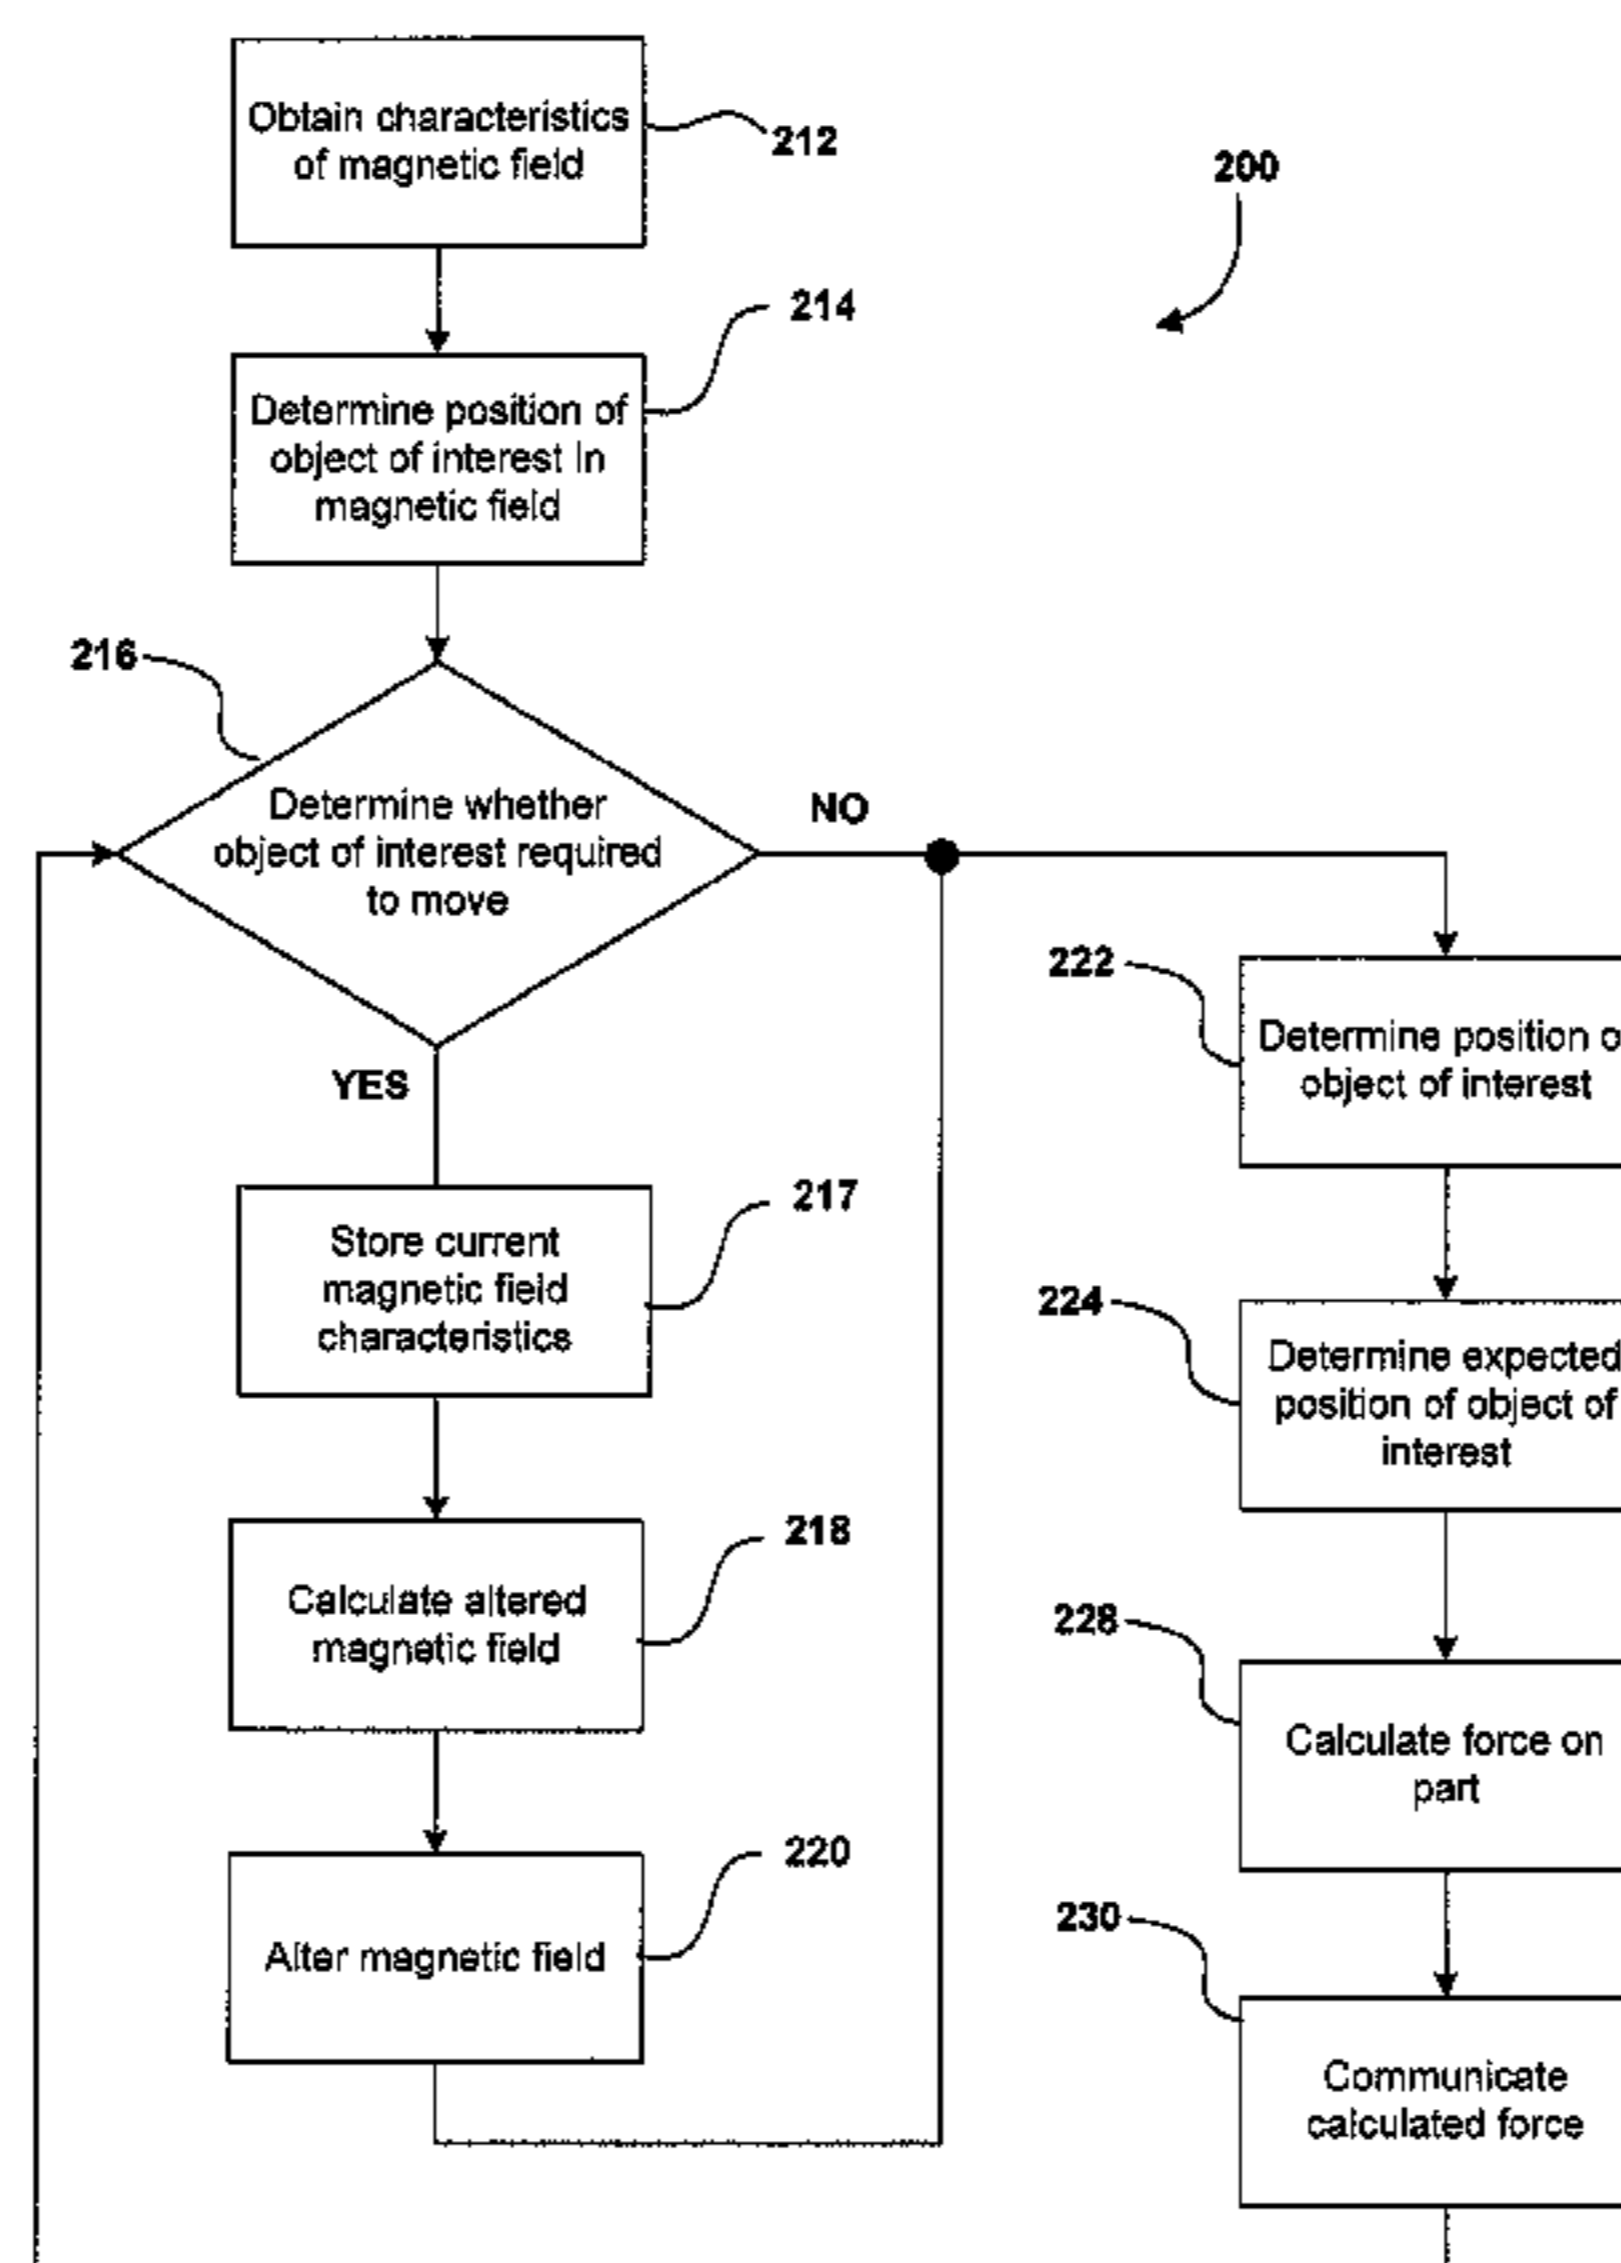 Obtain characteristics
of magnetic field
212
200
214
Determine position of
object of interest In
magnetic field
216
Determine whether
object of interest required
to move
NO
YES
222
Determine position o
object of interest
217
Store current
magnetic field
characteristics
224
Determine expected
position of object of
interest
218
Calculate altered
magnetic field
228
Calculate force on
part
220
Alter magnetic field
230
Communicate
calculated force